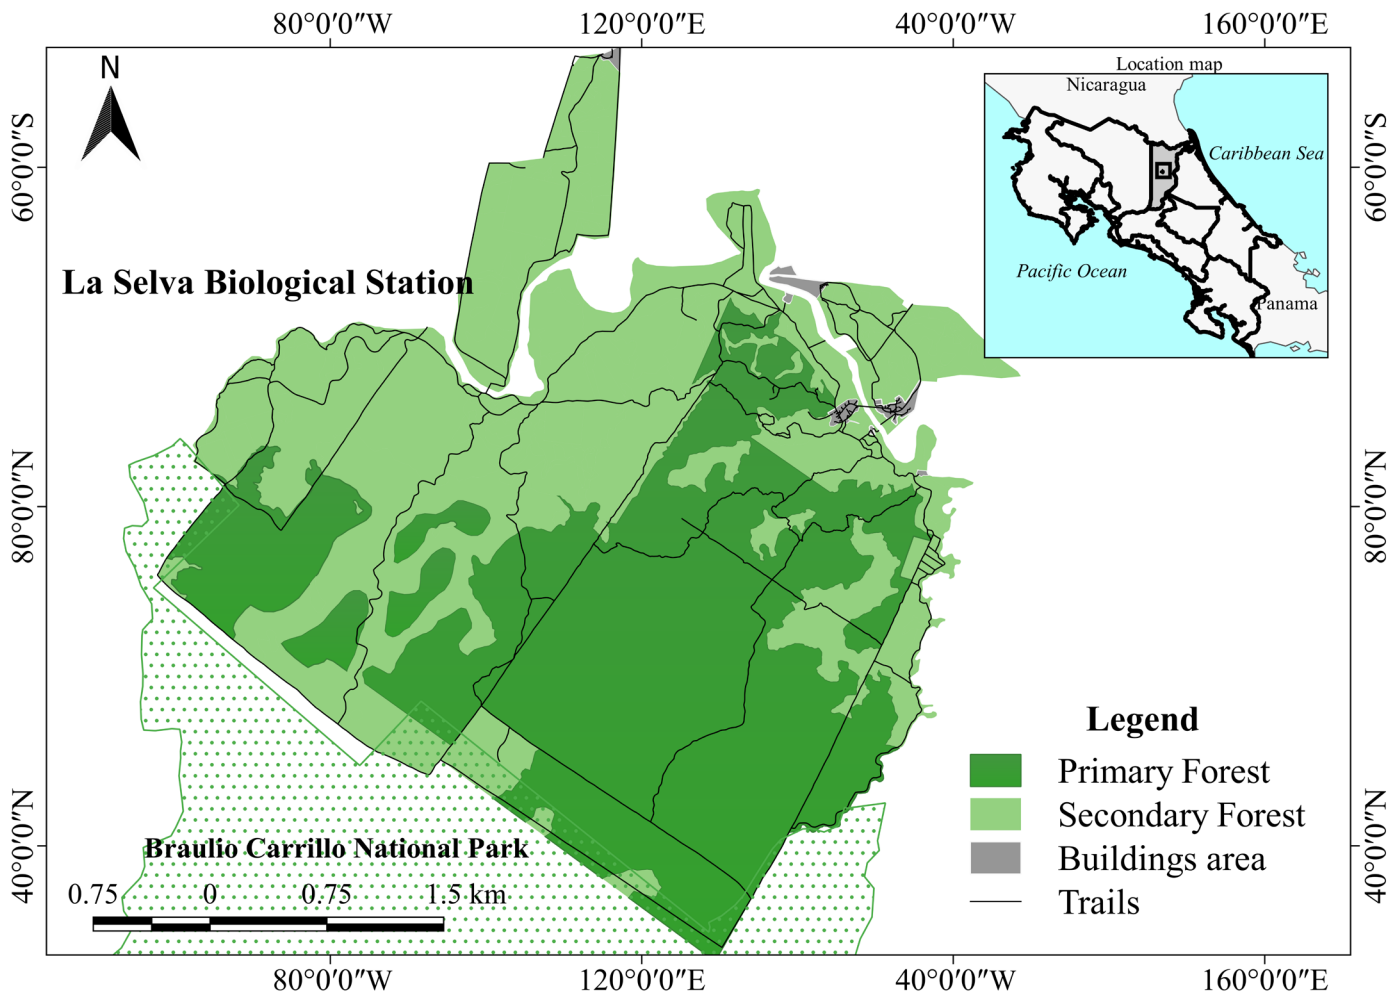 80°0′0″W 120°0′0″E 40°0′0″W 160°0′0″E
Location map
N
Nicaragua
Caribbean Sea
60°0′0″S
60°0′0″S
Pacific Ocean
La Selva Biological Station
Panama
80°0′0″N
80°0′0″N
Legend
Primary Forest
Secondary Forest
Buildings area
Trails
40°0′0″N
40°0′0″N
Braulio Carrillo National Park
0.75 0 0.75 1.5 km
80°0′0″W 120°0′0″E 40°0′0″W 160°0′0″E